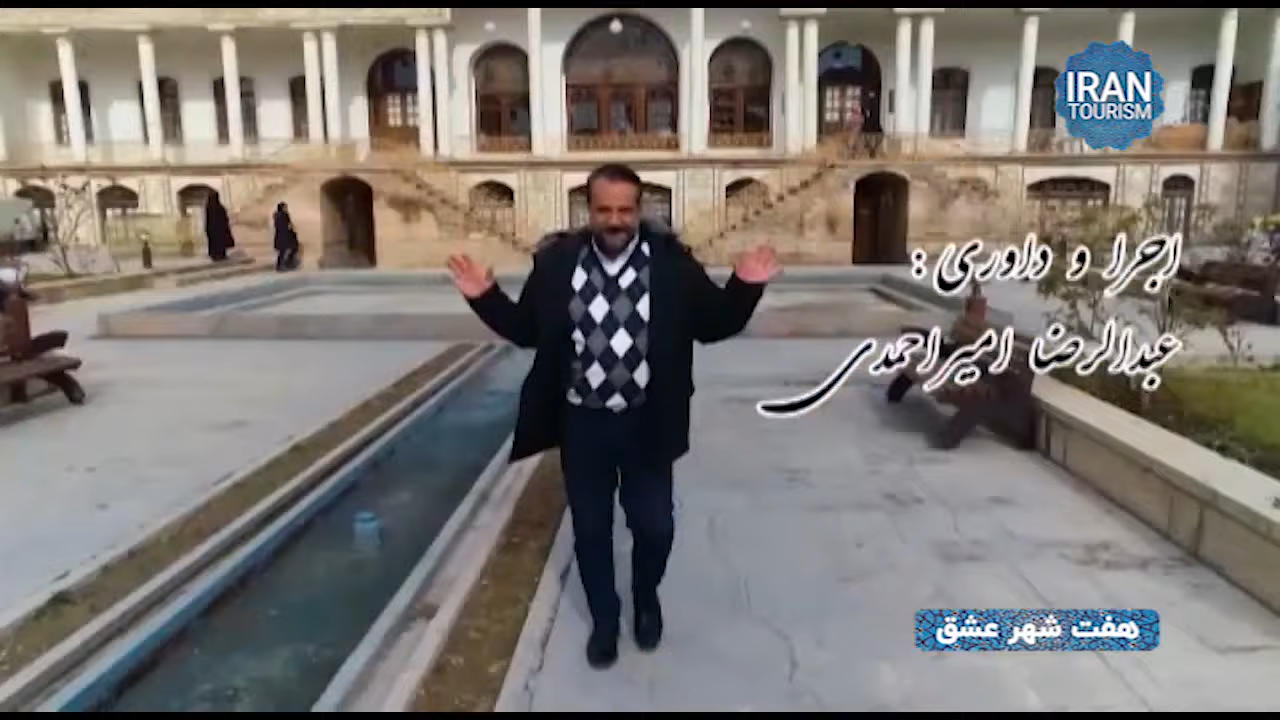 IRAN
TOURISM
اجرا و داوری :
عبدالرضا امیراحمدی
هفت شهر عشق